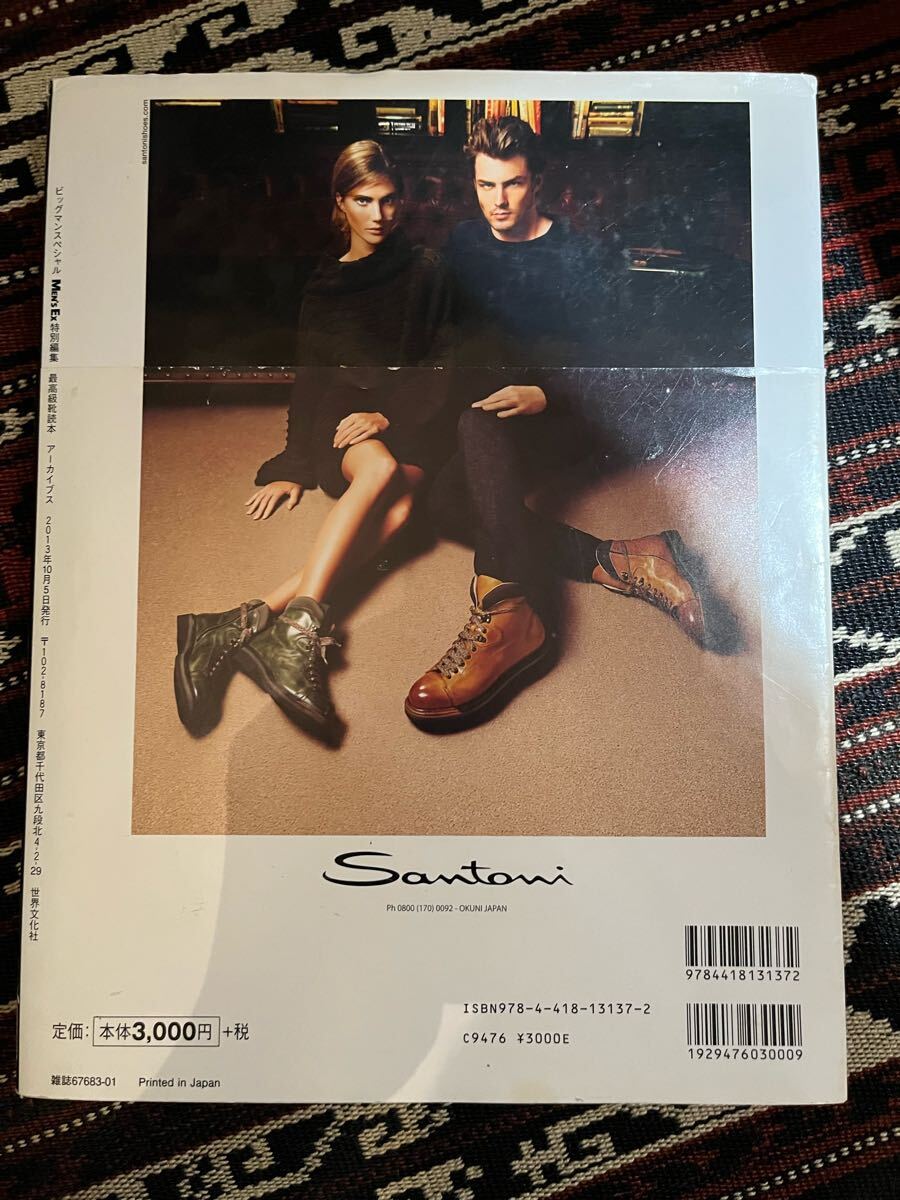 santonishoes.com
ビッグマンスペシャル MEN'S EX 特別編集 最高級靴読本 アーカイブス 2013年10月5日発行 〒102-8187 東京都千代田区九段北4-2-29 世界文化社
Santoni
Ph 0800 (170) 0092 – OKUNI JAPAN
9784418131372
ISBN978-4-418-13137-2
C9476 ¥3000E
1929476030009
定価: 本体3,000円 +税
雑誌67683-01 Printed in Japan